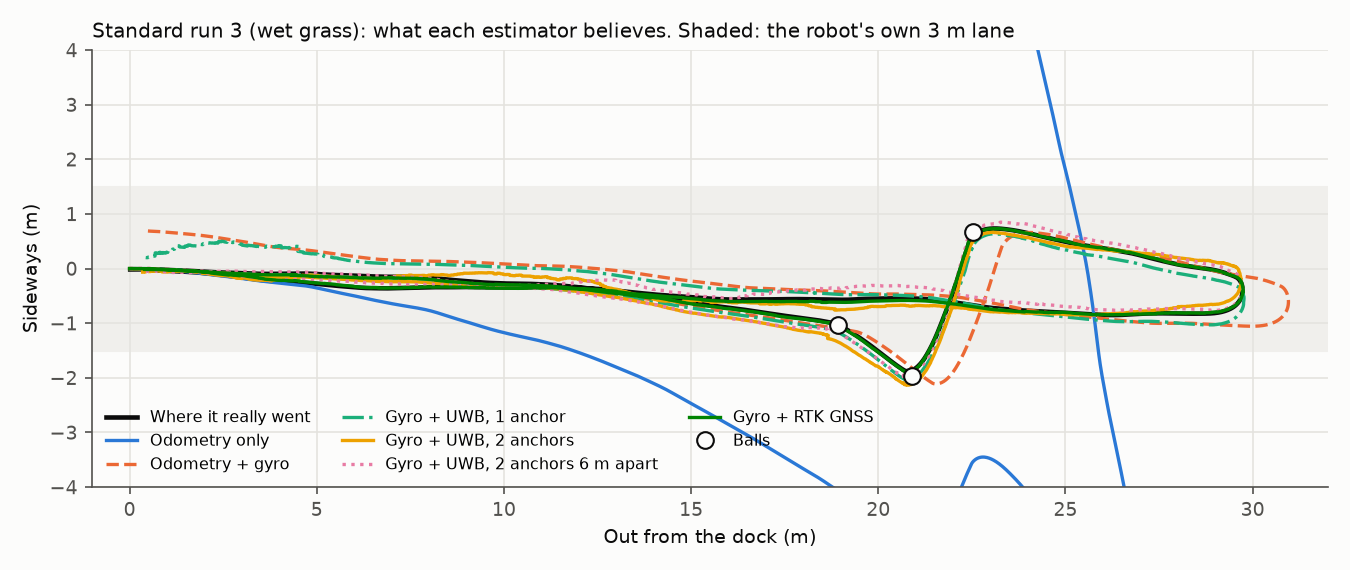 Standard run 3 (wet grass): what each estimator believes. Shaded: the robot's own 3 m lane
4
3
2
1
0
−1
−2
−3
−4
Sideways (m)
Where it really went
Odometry only
Odometry + gyro
Gyro + UWB, 1 anchor
Gyro + UWB, 2 anchors
Gyro + UWB, 2 anchors 6 m apart
Gyro + RTK GNSS
Balls
0 5 10 15 20 25 30
Out from the dock (m)